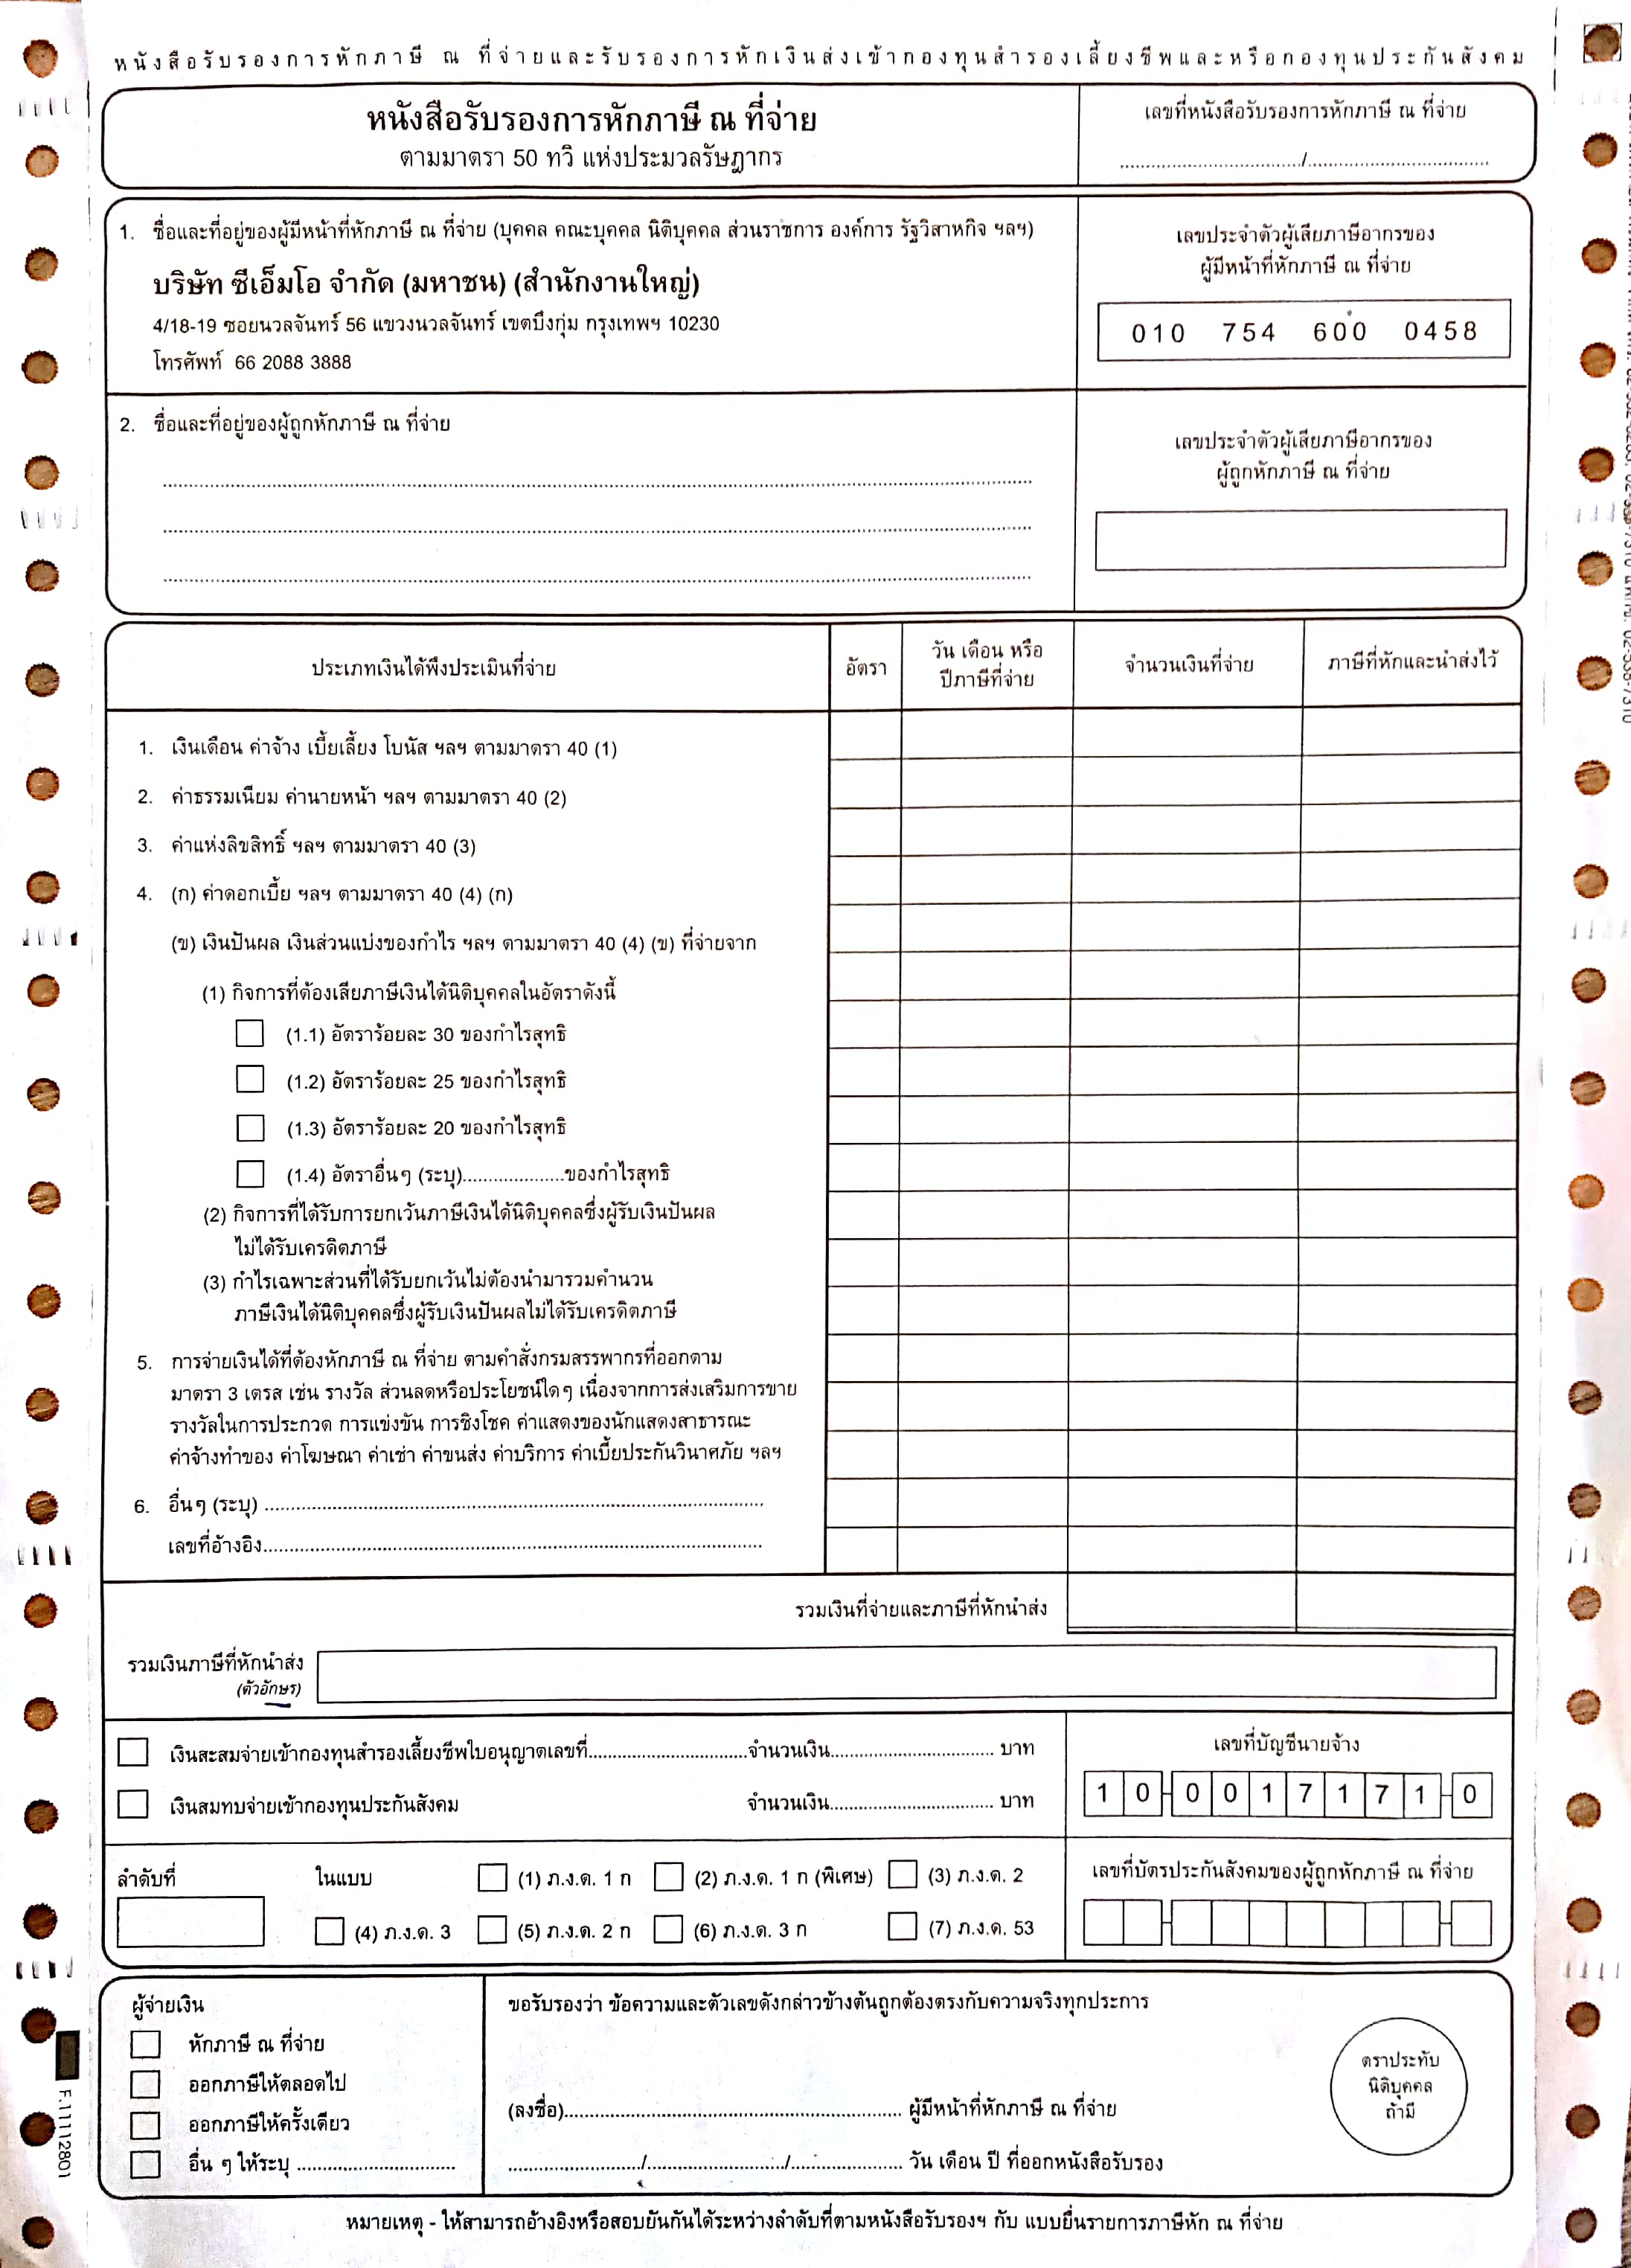 หนังสือรับรองการหักภาษี ณ ที่จ่ายและรับรองการหักเงินส่งเข้ากองทุนสำรองเลี้ยงชีพและหรือกองทุนประกันสังคม
หนังสือรับรองการหักภาษี ณ ที่จ่าย
ตามมาตรา 50 ทวิ แห่งประมวลรัษฎากร
เลขที่หนังสือรับรองการหักภาษี ณ ที่จ่าย
................................/................................
1. ชื่อและที่อยู่ของผู้มีหน้าที่หักภาษี ณ ที่จ่าย (บุคคล คณะบุคคล นิติบุคคล ส่วนราชการ องค์การ รัฐวิสาหกิจ ฯลฯ)
บริษัท ซีเอ็มโอ จำกัด (มหาชน) (สำนักงานใหญ่)
4/18-19 ซอยนวลจันทร์ 56 แขวงนวลจันทร์ เขตบึงกุ่ม กรุงเทพฯ 10230
โทรศัพท์ 66 2088 3888
เลขประจำตัวผู้เสียภาษีอากรของ
ผู้มีหน้าที่หักภาษี ณ ที่จ่าย
010 754 600 0458
2. ชื่อและที่อยู่ของผู้ถูกหักภาษี ณ ที่จ่าย
เลขประจำตัวผู้เสียภาษีอากรของ
ผู้ถูกหักภาษี ณ ที่จ่าย
ประเภทเงินได้พึงประเมินที่จ่าย
อัตรา
วัน เดือน หรือ
ปีภาษีที่จ่าย
จำนวนเงินที่จ่าย
ภาษีที่หักและนำส่งไว้
1. เงินเดือน ค่าจ้าง เบี้ยเลี้ยง โบนัส ฯลฯ ตามมาตรา 40 (1)
2. ค่าธรรมเนียม ค่านายหน้า ฯลฯ ตามมาตรา 40 (2)
3. ค่าแห่งลิขสิทธิ์ ฯลฯ ตามมาตรา 40 (3)
4. (ก) ค่าดอกเบี้ย ฯลฯ ตามมาตรา 40 (4) (ก)
(ข) เงินปันผล เงินส่วนแบ่งของกำไร ฯลฯ ตามมาตรา 40 (4) (ข) ที่จ่ายจาก
(1) กิจการที่ต้องเสียภาษีเงินได้นิติบุคคลในอัตราดังนี้
(1.1) อัตราร้อยละ 30 ของกำไรสุทธิ
(1.2) อัตราร้อยละ 25 ของกำไรสุทธิ
(1.3) อัตราร้อยละ 20 ของกำไรสุทธิ
(1.4) อัตราอื่นๆ (ระบุ)....................ของกำไรสุทธิ
(2) กิจการที่ได้รับการยกเว้นภาษีเงินได้นิติบุคคลซึ่งผู้รับเงินปันผล
ไม่ได้รับเครดิตภาษี
(3) กำไรเฉพาะส่วนที่ได้รับยกเว้นไม่ต้องนำมารวมคำนวน
ภาษีเงินได้นิติบุคคลซึ่งผู้รับเงินปันผลไม่ได้รับเครดิตภาษี
5. การจ่ายเงินได้ที่ต้องหักภาษี ณ ที่จ่าย ตามคำสั่งกรมสรรพากรที่ออกตาม
มาตรา 3 เตรส เช่น รางวัล ส่วนลดหรือประโยชน์ใดๆ เนื่องจากการส่งเสริมการขาย
รางวัลในการประกวด การแข่งขัน การชิงโชค ค่าแสดงของนักแสดงสาธารณะ
ค่าจ้างทำของ ค่าโฆษณา ค่าเช่า ค่าขนส่ง ค่าบริการ ค่าเบี้ยประกันวินาศภัย ฯลฯ
6. อื่นๆ (ระบุ) ................................
เลขที่อ้างอิง................................
รวมเงินที่จ่ายและภาษีที่หักนำส่ง
รวมเงินภาษีที่หักนำส่ง
(ตัวอักษร)
เงินสะสมจ่ายเข้ากองทุนสำรองเลี้ยงชีพใบอนุญาตเลขที่................................จำนวนเงิน................................ บาท
เงินสมทบจ่ายเข้ากองทุนประกันสังคม จำนวนเงิน................................ บาท
เลขที่บัญชีนายจ้าง
10-0017171-0
ลำดับที่ ในแบบ (1) ภ.ง.ด. 1 ก (2) ภ.ง.ด. 1 ก (พิเศษ) (3) ภ.ง.ด. 2
(4) ภ.ง.ด. 3 (5) ภ.ง.ด. 2 ก (6) ภ.ง.ด. 3 ก (7) ภ.ง.ด. 53
เลขที่บัตรประกันสังคมของผู้ถูกหักภาษี ณ ที่จ่าย
ผู้จ่ายเงิน
หักภาษี ณ ที่จ่าย
ออกภาษีให้ตลอดไป
ออกภาษีให้ครั้งเดียว
อื่น ๆ ให้ระบุ ................................
ขอรับรองว่า ข้อความและตัวเลขดังกล่าวข้างต้นถูกต้องตรงกับความจริงทุกประการ
(ลงชื่อ)................................ ผู้มีหน้าที่หักภาษี ณ ที่จ่าย
........................./........................./......................... วัน เดือน ปี ที่ออกหนังสือรับรอง
ตราประทับ
นิติบุคคล
ถ้ามี
F.11112801
หมายเหตุ - ให้สามารถอ้างอิงหรือสอบยันกันได้ระหว่างลำดับที่ตามหนังสือรับรองฯ กับ แบบยื่นรายการภาษีหัก ณ ที่จ่าย